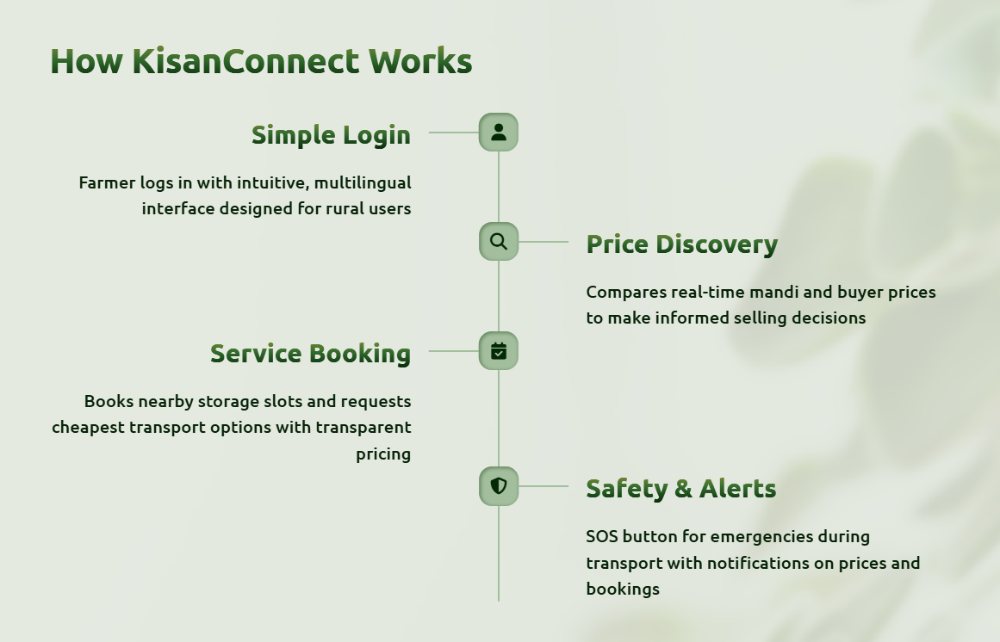 How KisanConnect Works
Simple Login
Farmer logs in with intuitive, multilingual
interface designed for rural users
Price Discovery
Compares real-time mandi and buyer prices
to make informed selling decisions
Service Booking
Books nearby storage slots and requests
cheapest transport options with transparent
pricing
Safety & Alerts
SOS button for emergencies during
transport with notifications on prices and
bookings